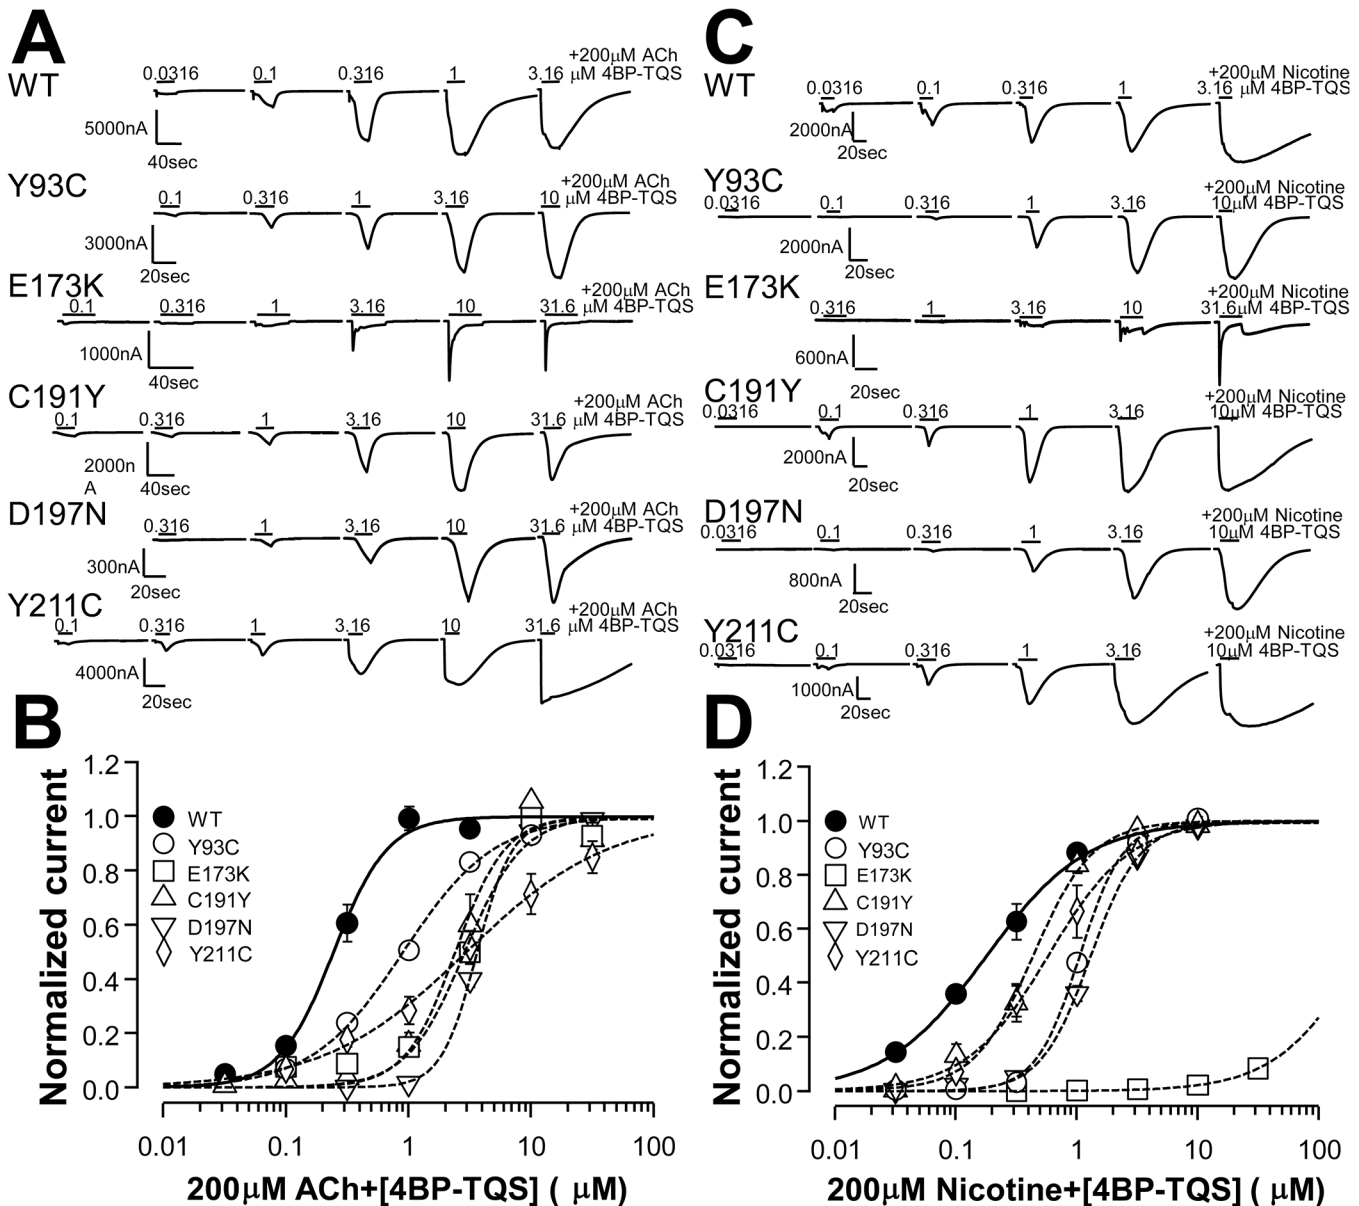 A
WT
0.0316 0.1 0.316 1 3.16
+200μM ACh
μM 4BP-TQS
5000nA
40sec
Y93C
0.1 0.316 1 3.16 10
+200μM ACh
μM 4BP-TQS
3000nA
20sec
E173K
0.1 0.316 1 3.16 10 31.6
+200μM ACh
μM 4BP-TQS
1000nA
40sec
C191Y
0.1 0.316 1 3.16 10 31.6
+200μM ACh
μM 4BP-TQS
2000n
A
40sec
D197N
0.316 1 3.16 10 31.6
+200μM ACh
μM 4BP-TQS
300nA
20sec
Y211C
0.1 0.316 1 3.16 10 31.6
+200μM ACh
μM 4BP-TQS
4000nA
20sec
B
Normalized current
1.2
1.0
0.8
0.6
0.4
0.2
0.0
WT
Y93C
E173K
C191Y
D197N
Y211C
0.01 0.1 1 10 100
200μM ACh+[4BP-TQS] ( μM)
C
WT
0.0316 0.1 0.316 1 3.16
+200μM Nicotine
μM 4BP-TQS
2000nA
20sec
Y93C
0.0316 0.1 0.316 1 3.16 10
+200μM Nicotine
μM 4BP-TQS
2000nA
20sec
E173K
0.316 1 3.16 10 31.6
+200μM Nicotine
μM 4BP-TQS
600nA
20sec
C191Y
0.0316 0.1 0.316 1 3.16 10
+200μM Nicotine
μM 4BP-TQS
2000nA
20sec
D197N
0.0316 0.1 0.316 1 3.16 10
+200μM Nicotine
μM 4BP-TQS
800nA
20sec
Y211C
0.0316 0.1 0.316 1 3.16 10
+200μM Nicotine
μM 4BP-TQS
1000nA
20sec
D
Normalized current
1.2
1.0
0.8
0.6
0.4
0.2
0.0
WT
Y93C
E173K
C191Y
D197N
Y211C
0.01 0.1 1 10 100
200μM Nicotine+[4BP-TQS] ( μM)